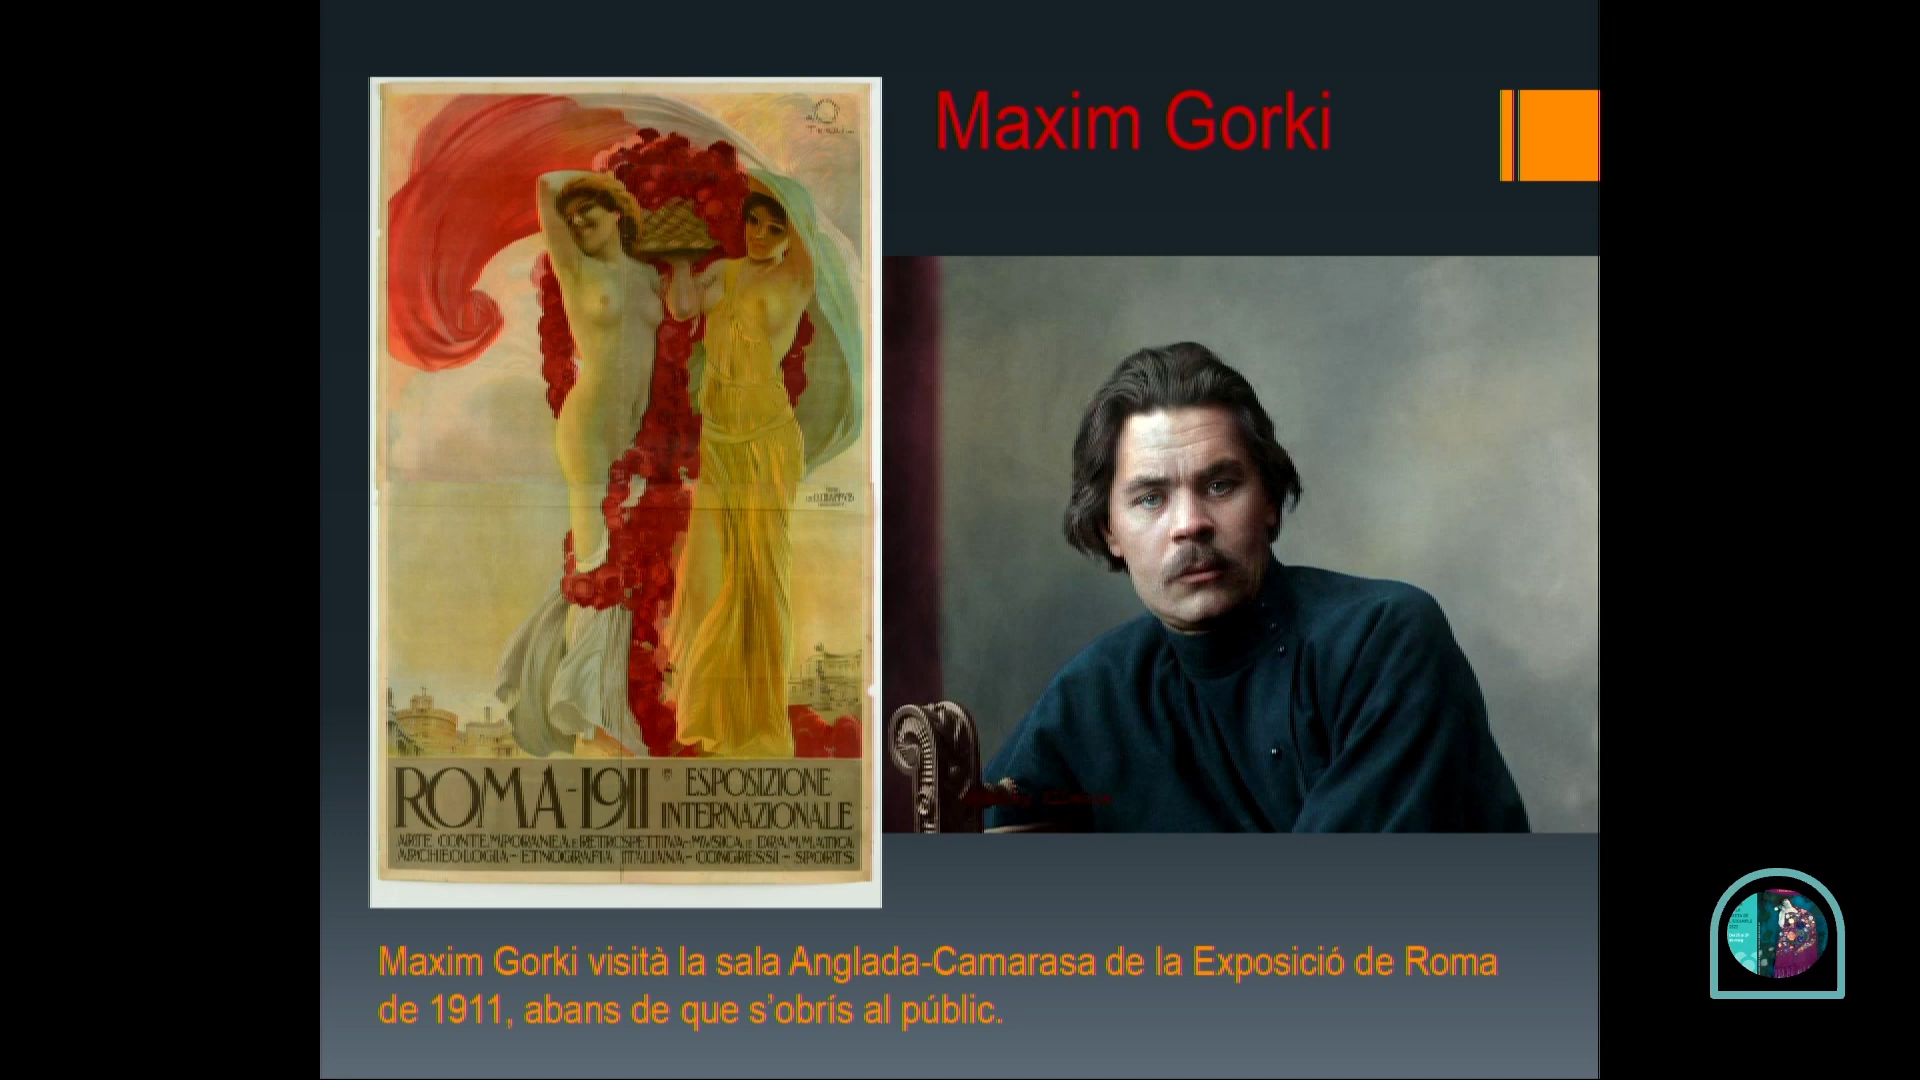 Maxim Gorki
ROMA-1911 ESPOSIZIONE
INTERNAZIONALE
ARTE CONTEMPORANEA E RETROSPETTIVA-MVSICA E DRAMMATICA
ARCHEOLOGIA-ETNOGRAFIA ITALIANA-CONGRESSI-SPORTS
Maxim Gorki visità la sala Anglada-Camarasa de la Exposició de Roma
de 1911, abans de que s'obrís al públic.